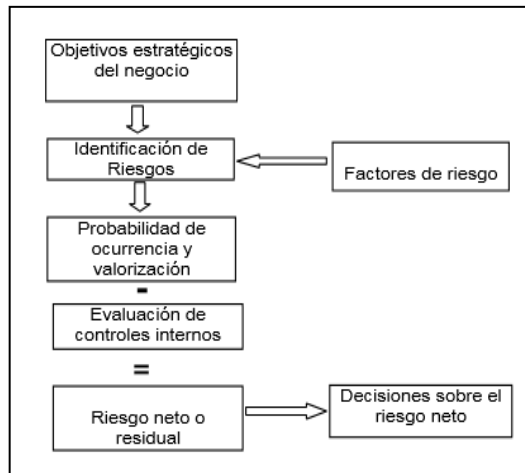 Objetivos estratégicos
del negocio
Identificación de
Riesgos
Factores de riesgo
Probabilidad de
ocurrencia y
valorización
-
Evaluación de
controles internos
=
Riesgo neto o
residual
Decisiones sobre el
riesgo neto